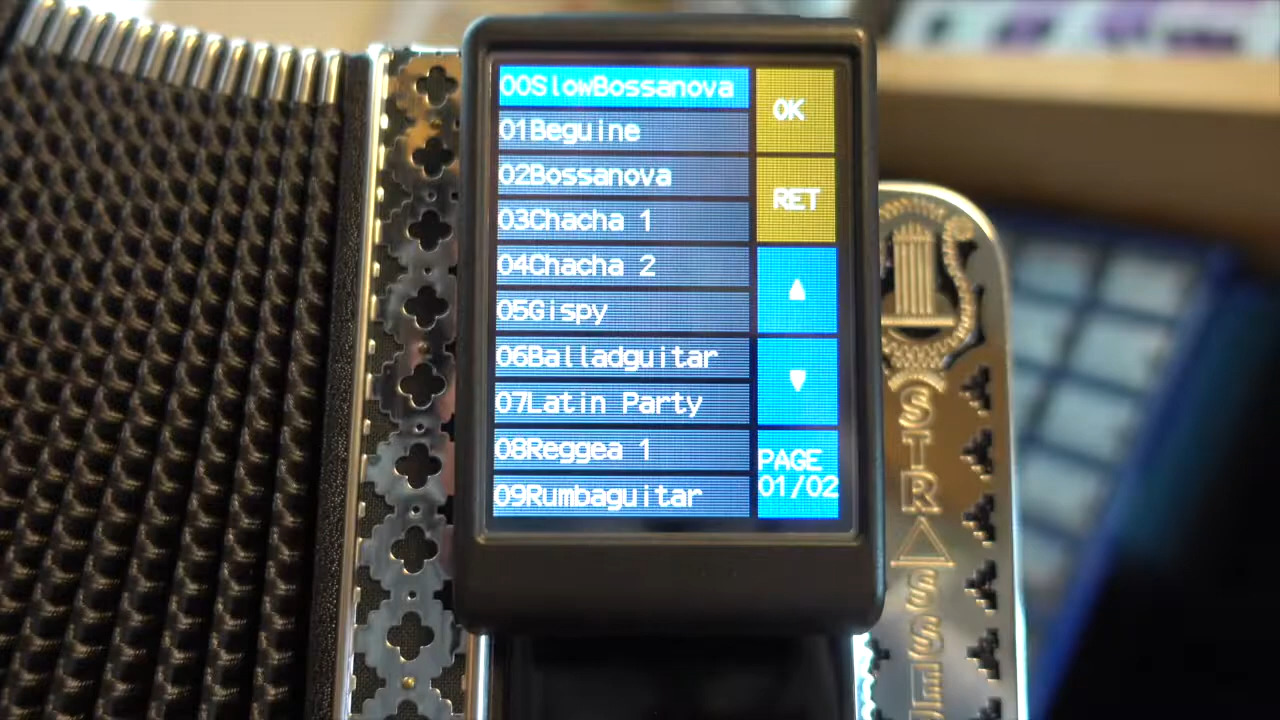 00SlowBossanova
01Beguine
02Bossanova
03Chacha 1
04Chacha 2
05Gispy
06Balladguitar
07Latin Party
08Reggea 1
09Rumbaguitar
OK
RET
▲
▼
PAGE
01/02
STRASSE